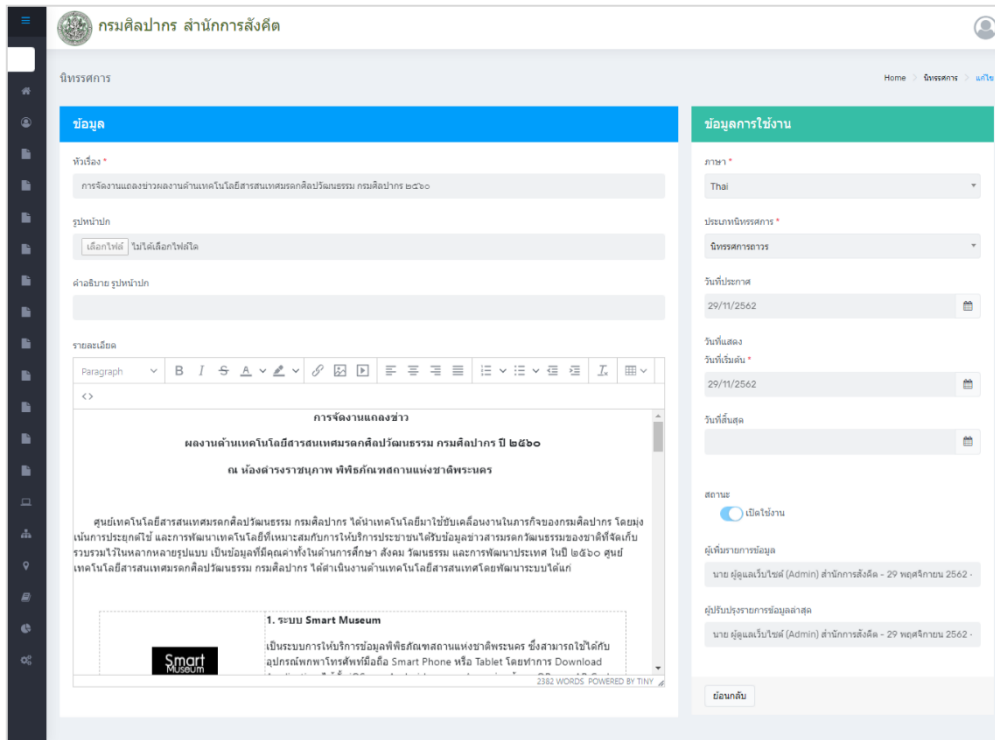 กรมศิลปากร สำนักการสังคีต
นิทรรศการ
Home > นิทรรศการ > แก้ไข
ข้อมูล
หัวเรื่อง *
การจัดงานแถลงข่าวผลงานด้านเทคโนโลยีสารสนเทศมรดกศิลปวัฒนธรรม กรมศิลปากร ๒๕๖๐
รูปหน้าปก
เลือกไฟล์ ไม่ได้เลือกไฟล์ใด
คำอธิบาย รูปหน้าปก
รายละเอียด
Paragraph
การจัดงานแถลงข่าว
ผลงานด้านเทคโนโลยีสารสนเทศมรดกศิลปวัฒนธรรม กรมศิลปากร ปี ๒๕๖๐
ณ ห้องดำรงราชนุภาพ พิพิธภัณฑสถานแห่งชาติพระนคร
ศูนย์เทคโนโลยีสารสนเทศมรดกศิลปวัฒนธรรม กรมศิลปากร ได้นำเทคโนโลยีมาใช้ขับเคลื่อนงานในภารกิจของกรมศิลปากร โดยมุ่ง
เน้นการประยุกต์ใช้ และการพัฒนาเทคโนโลยีที่เหมาะสมกับการให้บริการประชาชนได้รับข้อมูลข่าวสารมรดกวัฒนธรรมของชาติที่จัดเก็บ
รวบรวมไว้ในหลากหลายรูปแบบ เป็นข้อมูลที่มีคุณค่าทั้งในด้านการศึกษา สังคม วัฒนธรรม และการพัฒนาประเทศ ในปี ๒๕๖๐ ศูนย์
เทคโนโลยีสารสนเทศมรดกศิลปวัฒนธรรม กรมศิลปากร ได้ดำเนินงานด้านเทคโนโลยีสารสนเทศโดยพัฒนาระบบได้แก่
Smart
Museum
1. ระบบ Smart Museum
เป็นระบบการให้บริการข้อมูลพิพิธภัณฑสถานแห่งชาติพระนคร ซึ่งสามารถใช้ได้กับ
อุปกรณ์พกพาโทรศัพท์มือถือ Smart Phone หรือ Tablet โดยทำการ Download
2382 WORDS POWERED BY TINY
ข้อมูลการใช้งาน
ภาษา *
Thai
ประเภทนิทรรศการ *
นิทรรศการถาวร
วันที่ประกาศ
29/11/2562
วันที่แสดง
วันที่เริ่มต้น *
29/11/2562
วันที่สิ้นสุด
สถานะ
เปิดใช้งาน
ผู้เพิ่มรายการข้อมูล
นาย ผู้ดูแลเว็บไซต์ (Admin) สำนักการสังคีต - 29 พฤศจิกายน 2562 -
ผู้ปรับปรุงรายการข้อมูลล่าสุด
นาย ผู้ดูแลเว็บไซต์ (Admin) สำนักการสังคีต - 29 พฤศจิกายน 2562 -
ย้อนกลับ